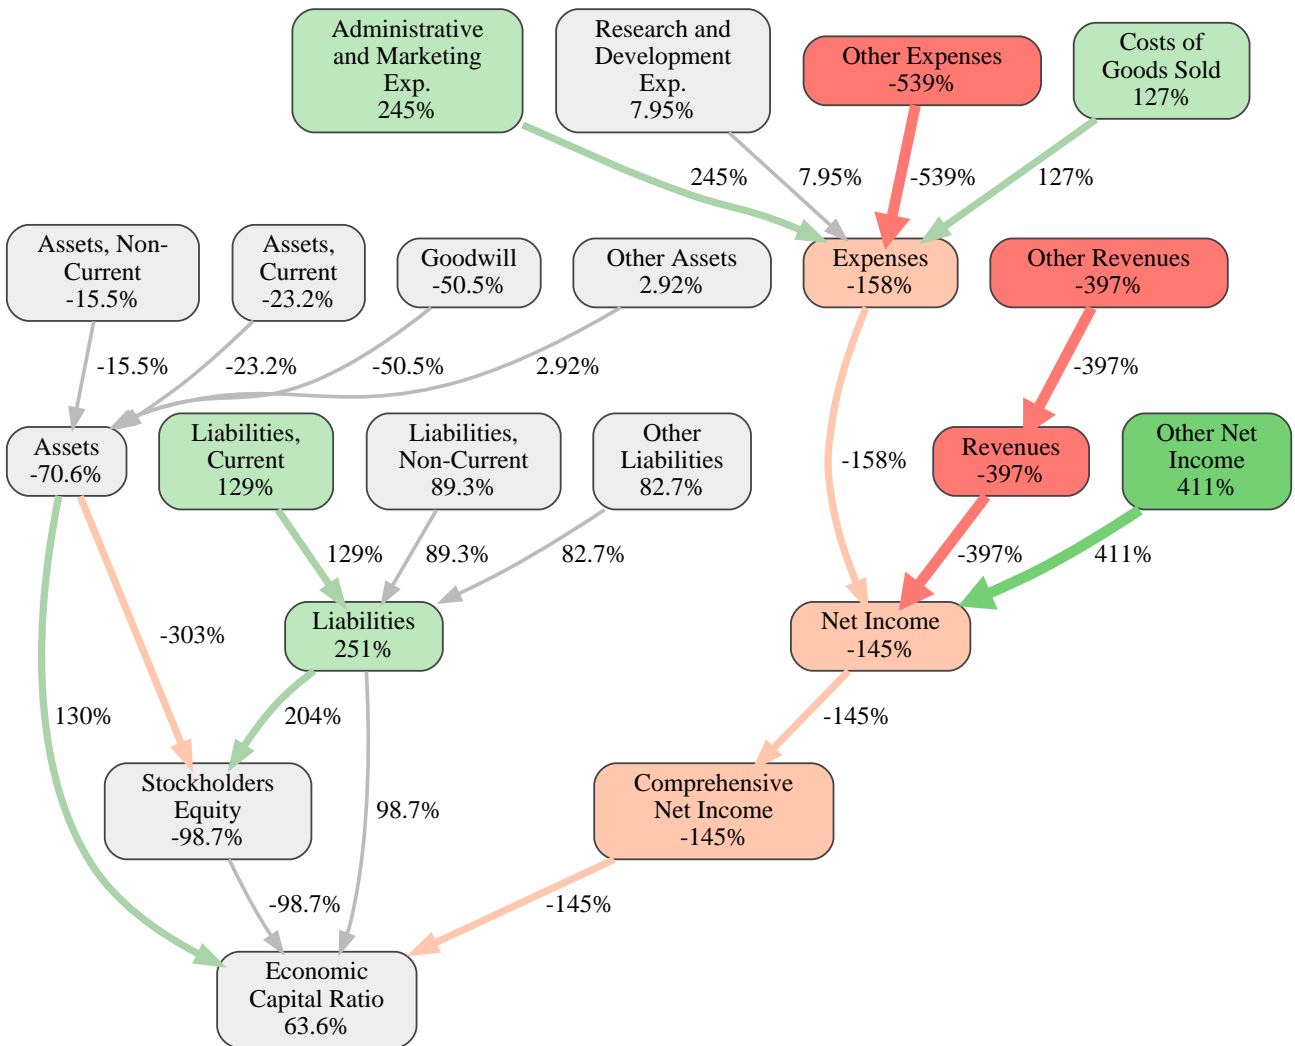 Administrative
and Marketing
Exp.
245%
Research and
Development
Exp.
7.95%
Other Expenses
-539%
Costs of
Goods Sold
127%
245%
7.95%
-539%
127%
Assets, Non-
Current
-15.5%
Assets,
Current
-23.2%
Goodwill
-50.5%
Other Assets
2.92%
Expenses
-158%
Other Revenues
-397%
-15.5%
-23.2%
-50.5%
2.92%
-397%
Assets
-70.6%
Liabilities,
Current
129%
Liabilities,
Non-Current
89.3%
Other
Liabilities
82.7%
-158%
Revenues
-397%
Other Net
Income
411%
129%
89.3%
82.7%
-397%
411%
-303%
Liabilities
251%
Net Income
-145%
130%
204%
-145%
Stockholders
Equity
-98.7%
98.7%
Comprehensive
Net Income
-145%
-98.7%
-145%
Economic
Capital Ratio
63.6%